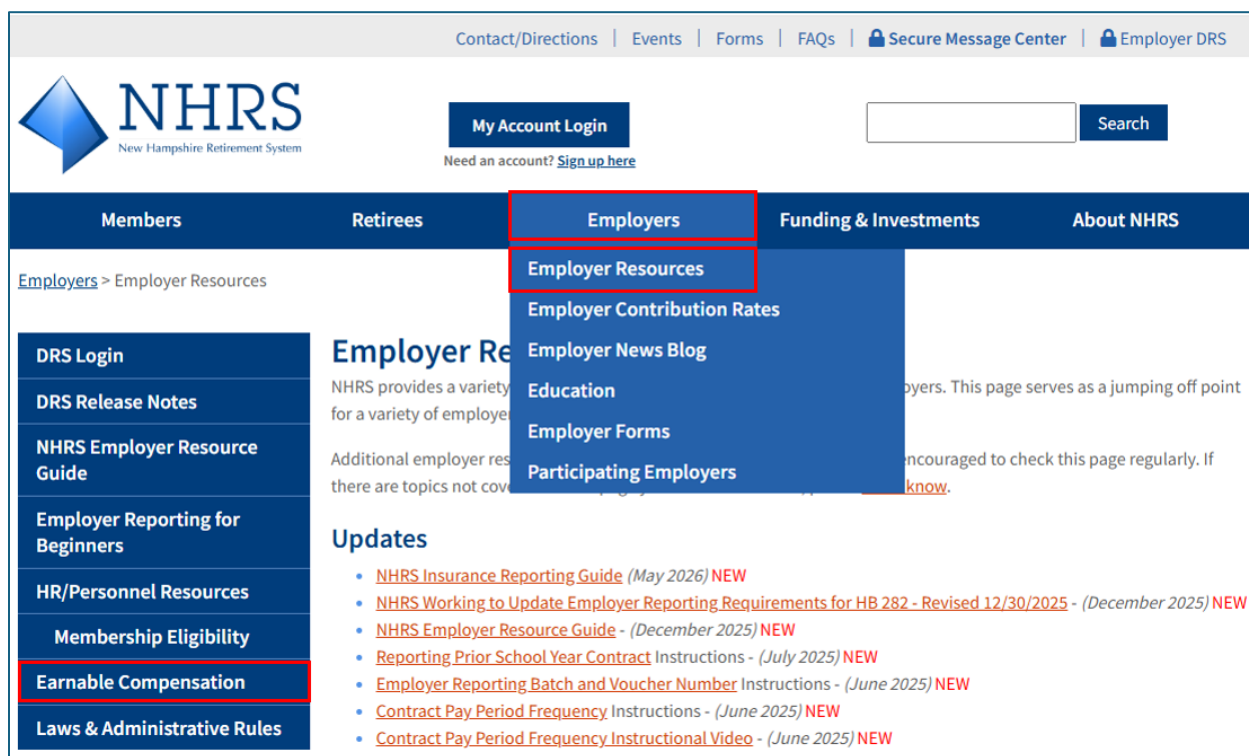 Contact/Directions | Events | Forms | FAQs | Secure Message Center | Employer DRS
NHRS
New Hampshire Retirement System
My Account Login
Need an account? Sign up here
Search
Members Retirees Employers Funding & Investments About NHRS
Employer Resources
Employer Contribution Rates
Employer News Blog
Education
Employer Forms
Participating Employers
Employers > Employer Resources
DRS Login
DRS Release Notes
NHRS Employer Resource
Guide
Employer Reporting for
Beginners
HR/Personnel Resources
Membership Eligibility
Earnable Compensation
Laws & Administrative Rules
Employer Re
NHRS provides a variety oyers. This page serves as a jumping off point
for a variety of employe
Additional employer res encouraged to check this page regularly. If
there are topics not cov know.
Updates
• NHRS Insurance Reporting Guide (May 2026) NEW
• NHRS Working to Update Employer Reporting Requirements for HB 282 - Revised 12/30/2025 - (December 2025) NEW
• NHRS Employer Resource Guide - (December 2025) NEW
• Reporting Prior School Year Contract Instructions - (July 2025) NEW
• Employer Reporting Batch and Voucher Number Instructions - (June 2025) NEW
• Contract Pay Period Frequency Instructions - (June 2025) NEW
• Contract Pay Period Frequency Instructional Video - (June 2025) NEW